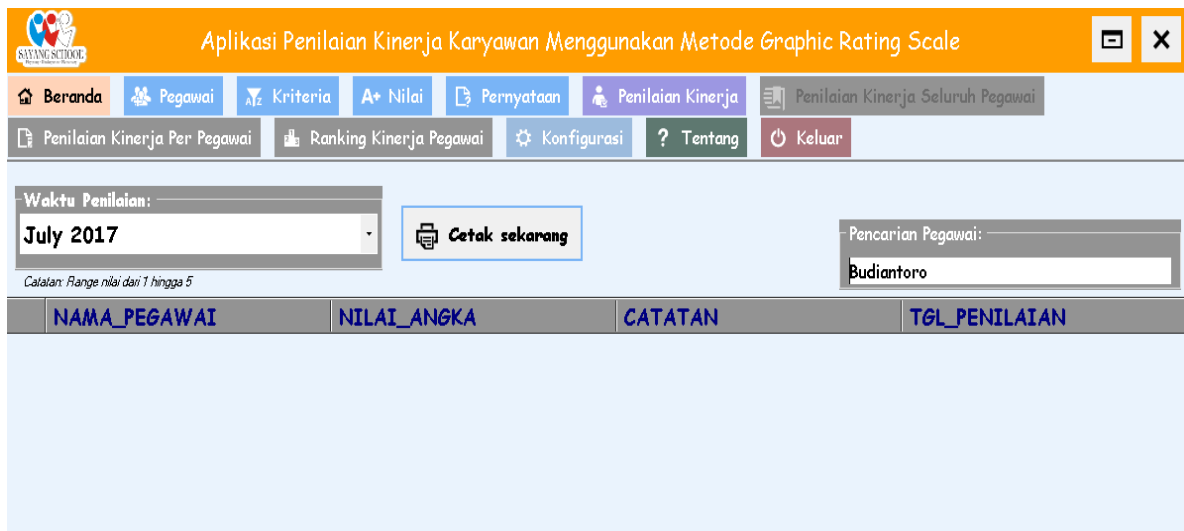 SAYANG SCHOOL
Aplikasi Penilaian Kinerja Karyawan Menggunakan Metode Graphic Rating Scale
Beranda Pegawai Kriteria A+ Nilai Pernyataan Penilaian Kinerja Penilaian Kinerja Seluruh Pegawai
Penilaian Kinerja Per Pegawai Ranking Kinerja Pegawai Konfigurasi ? Tentang Keluar
Waktu Penilaian:
July 2017
Cetak sekarang
Pencarian Pegawai:
Budiantoro
Catatan: Range nilai dari 1 hingga 5
NAMA_PEGAWAI NILAI_ANGKA CATATAN TGL_PENILAIAN